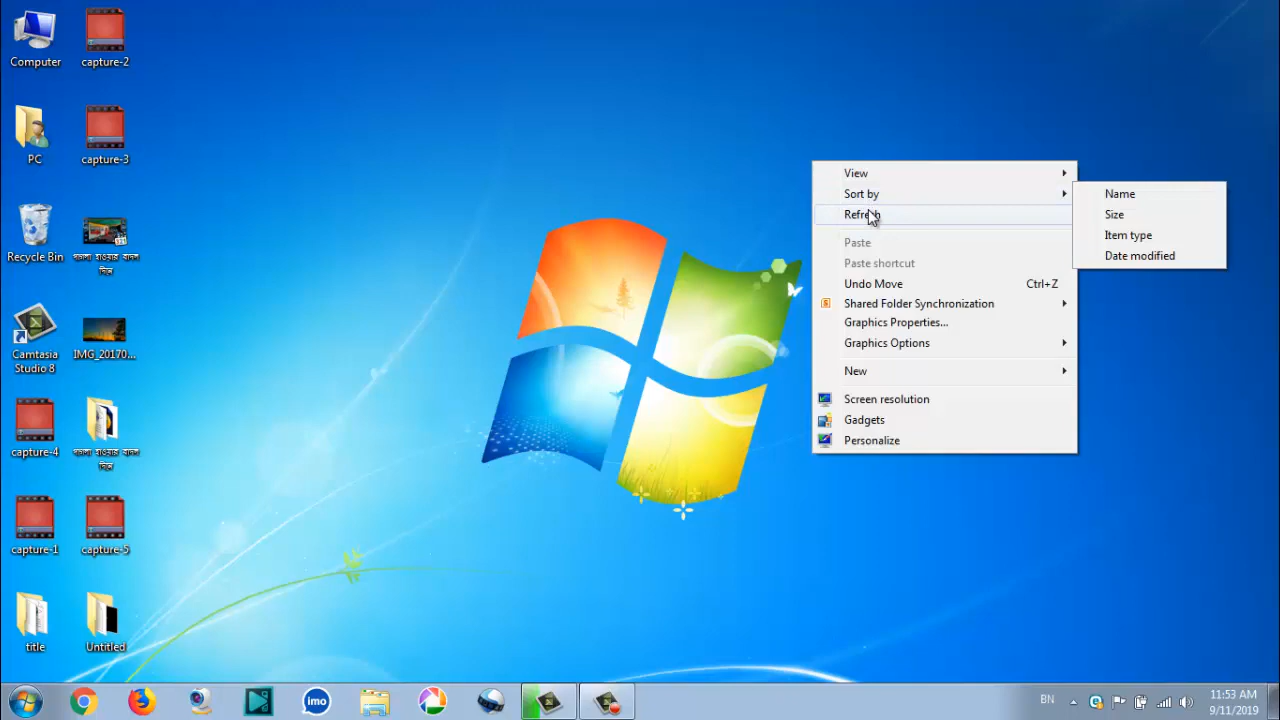 Computer
capture-2
PC
capture-3
Recycle Bin
দিনে
Camtasia
Studio 8
IMG_20170...
capture-4
দিনে
capture-1
capture-5
title
Untitled
View
Sort by
Refresh
Paste
Paste shortcut
Undo Move Ctrl+Z
Shared Folder Synchronization
Graphics Properties...
Graphics Options
New
Screen resolution
Gadgets
Personalize
Name
Size
Item type
Date modified
imo
BN
11:53 AM
9/11/2019